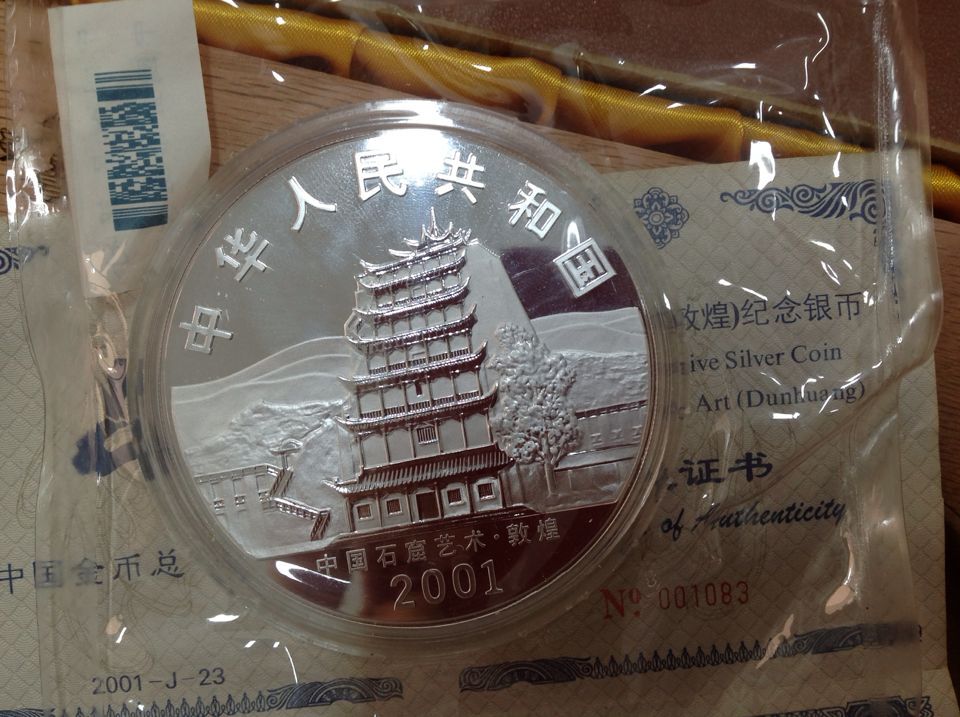 中华人民共和国
敦煌)纪念银币
ive Silver Coin
Art (Dunhuang)
证书
of Authenticity
中国石窟艺术·敦煌
2001
中国金币总
Nº 001083
2001-J-23